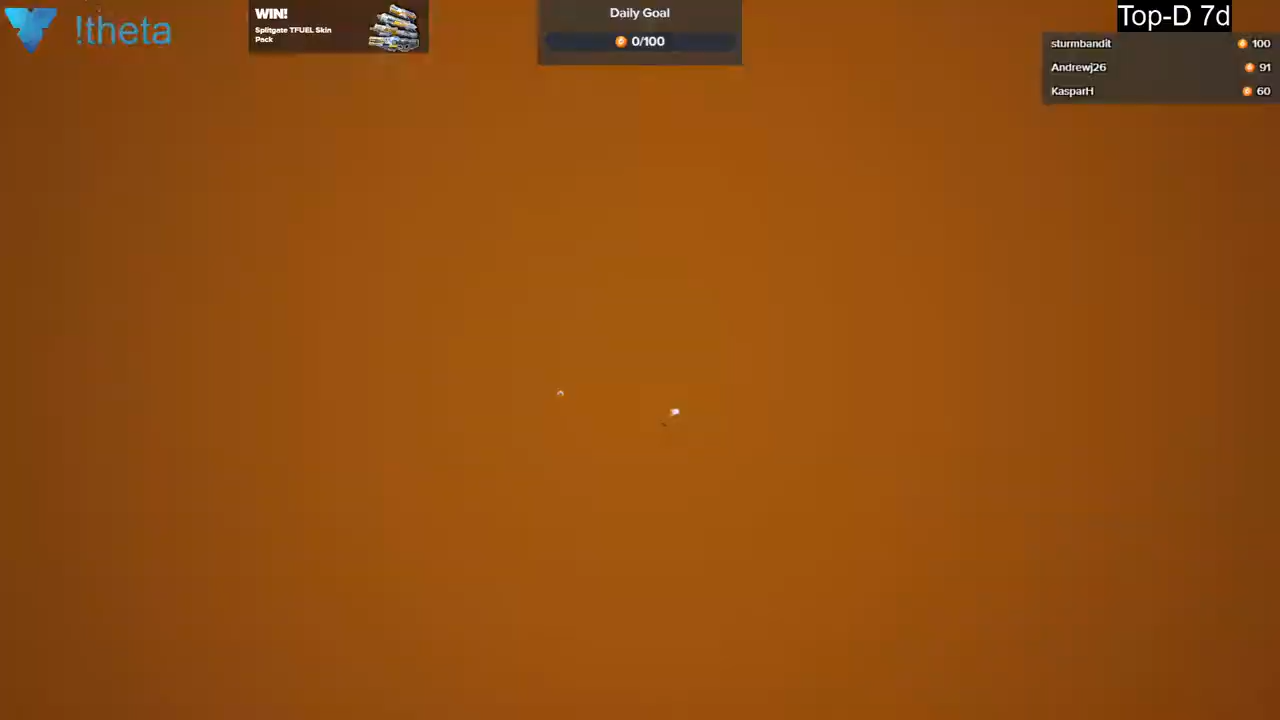 !theta
WIN!
Splitgate TFUEL Skin
Pack
Daily Goal
0/100
Top-D 7d
sturmbandit 100
Andrewj26 91
KasparH 60